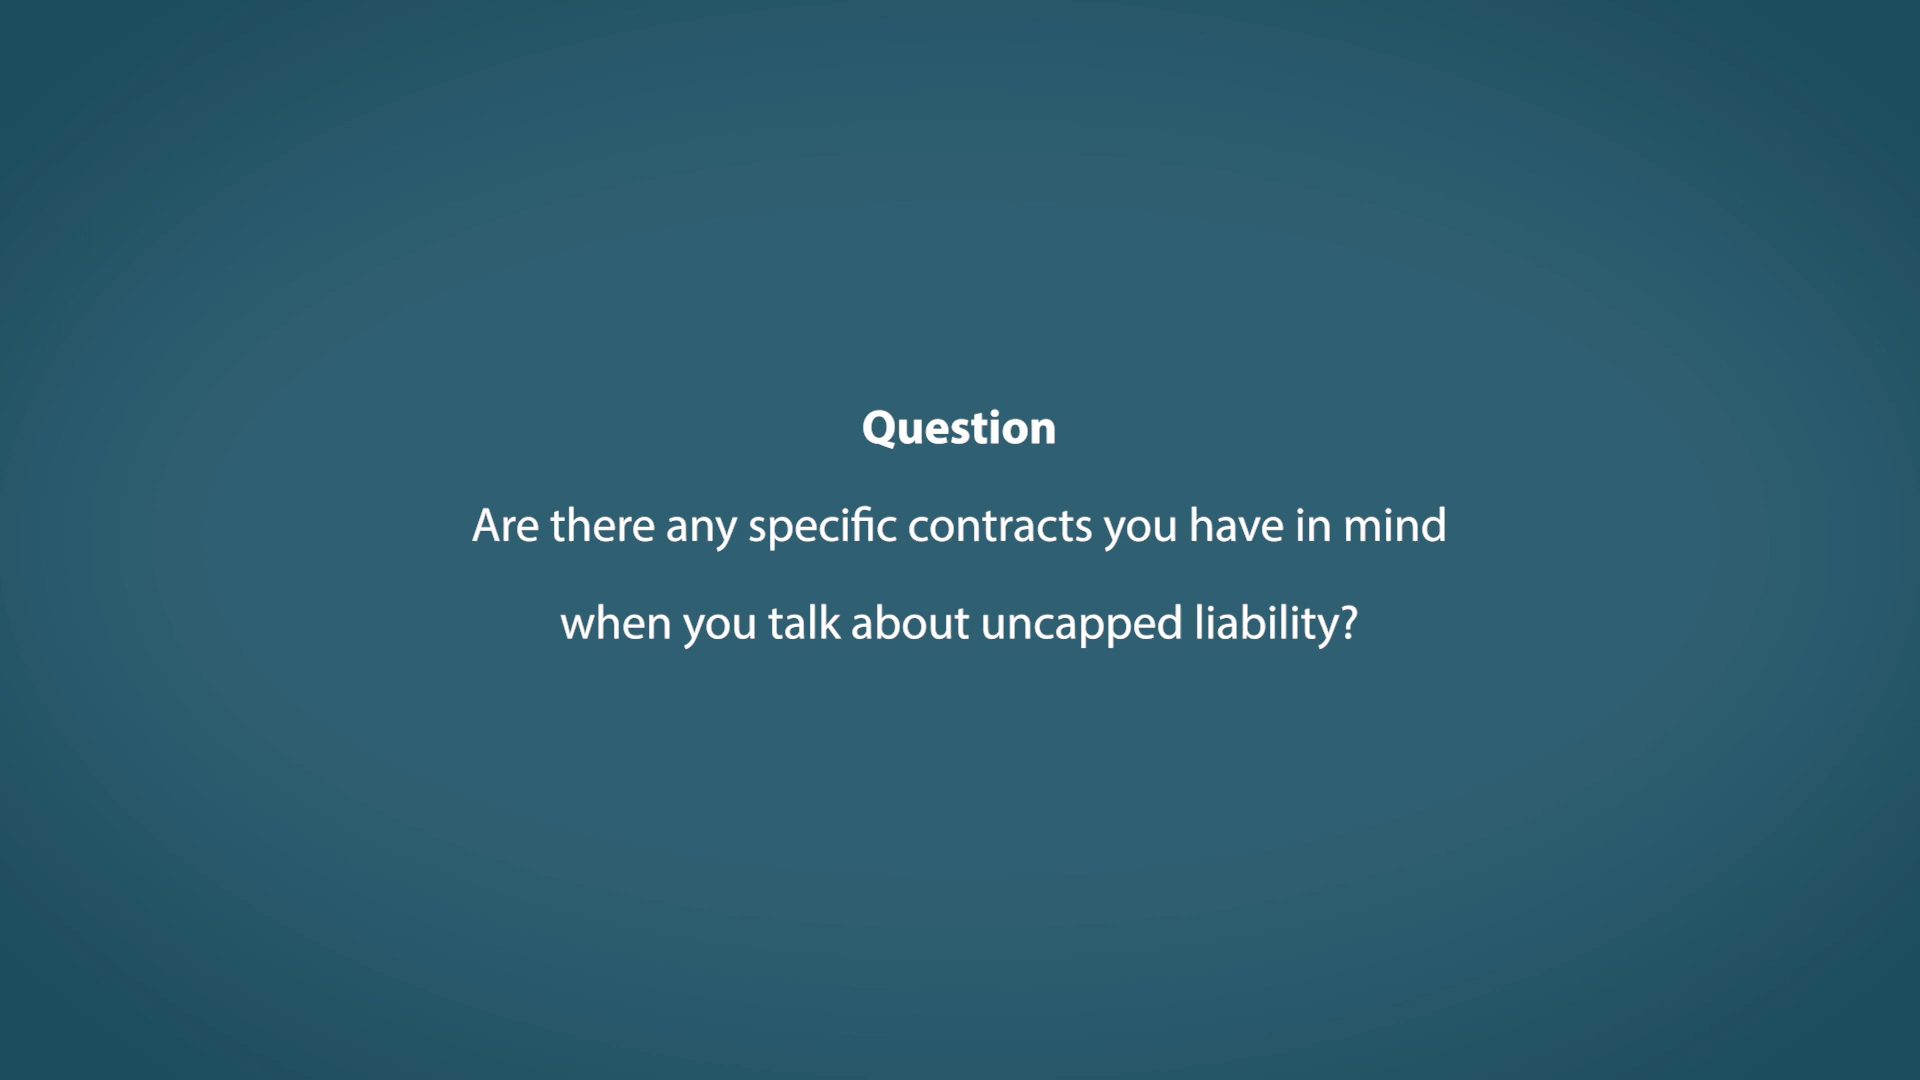 Question
Are there any specific contracts you have in mind
when you talk about uncapped liability?